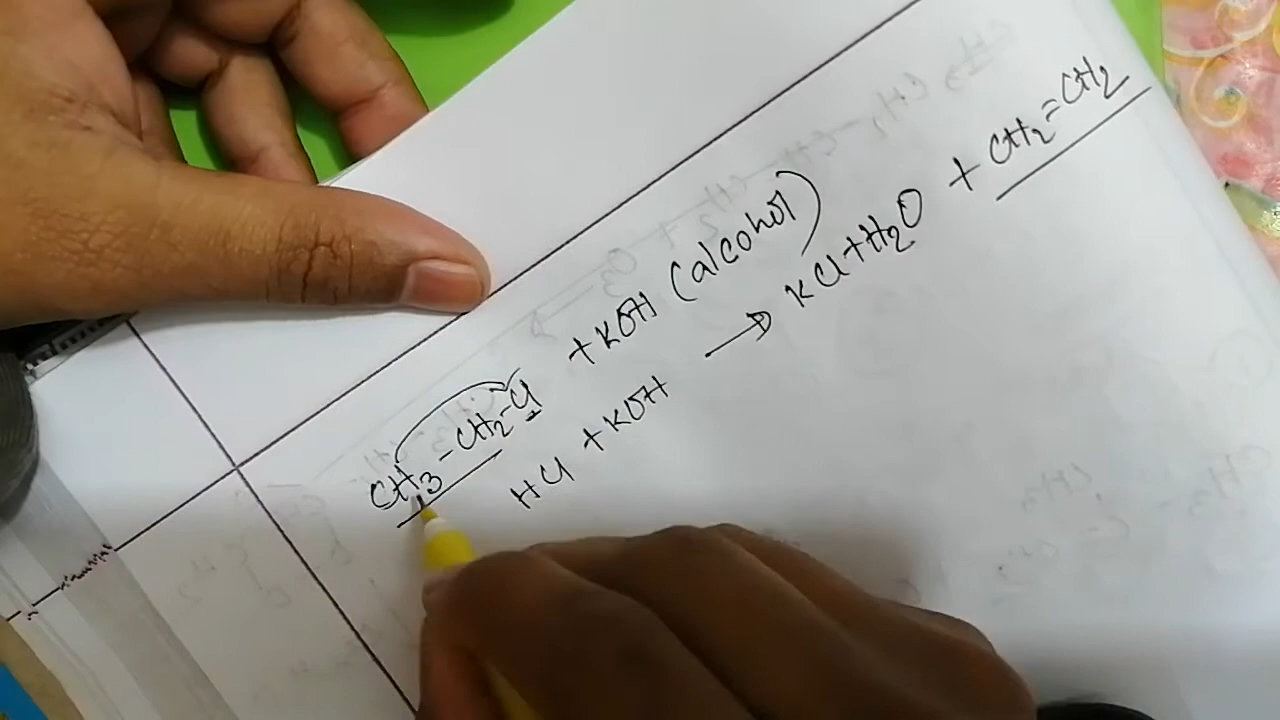 CH3-CH2-Cl + KOH (alcohol)
HCl + KOH → KCl + H2O + CH2=CH2